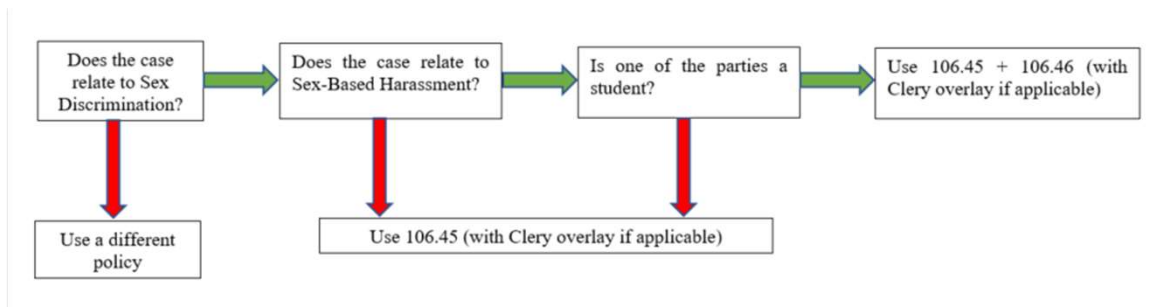 Does the case
relate to Sex
Discrimination?
Does the case relate to
Sex-Based Harassment?
Is one of the parties a
student?
Use 106.45 + 106.46 (with
Clery overlay if applicable)
Use a different
policy
Use 106.45 (with Clery overlay if applicable)